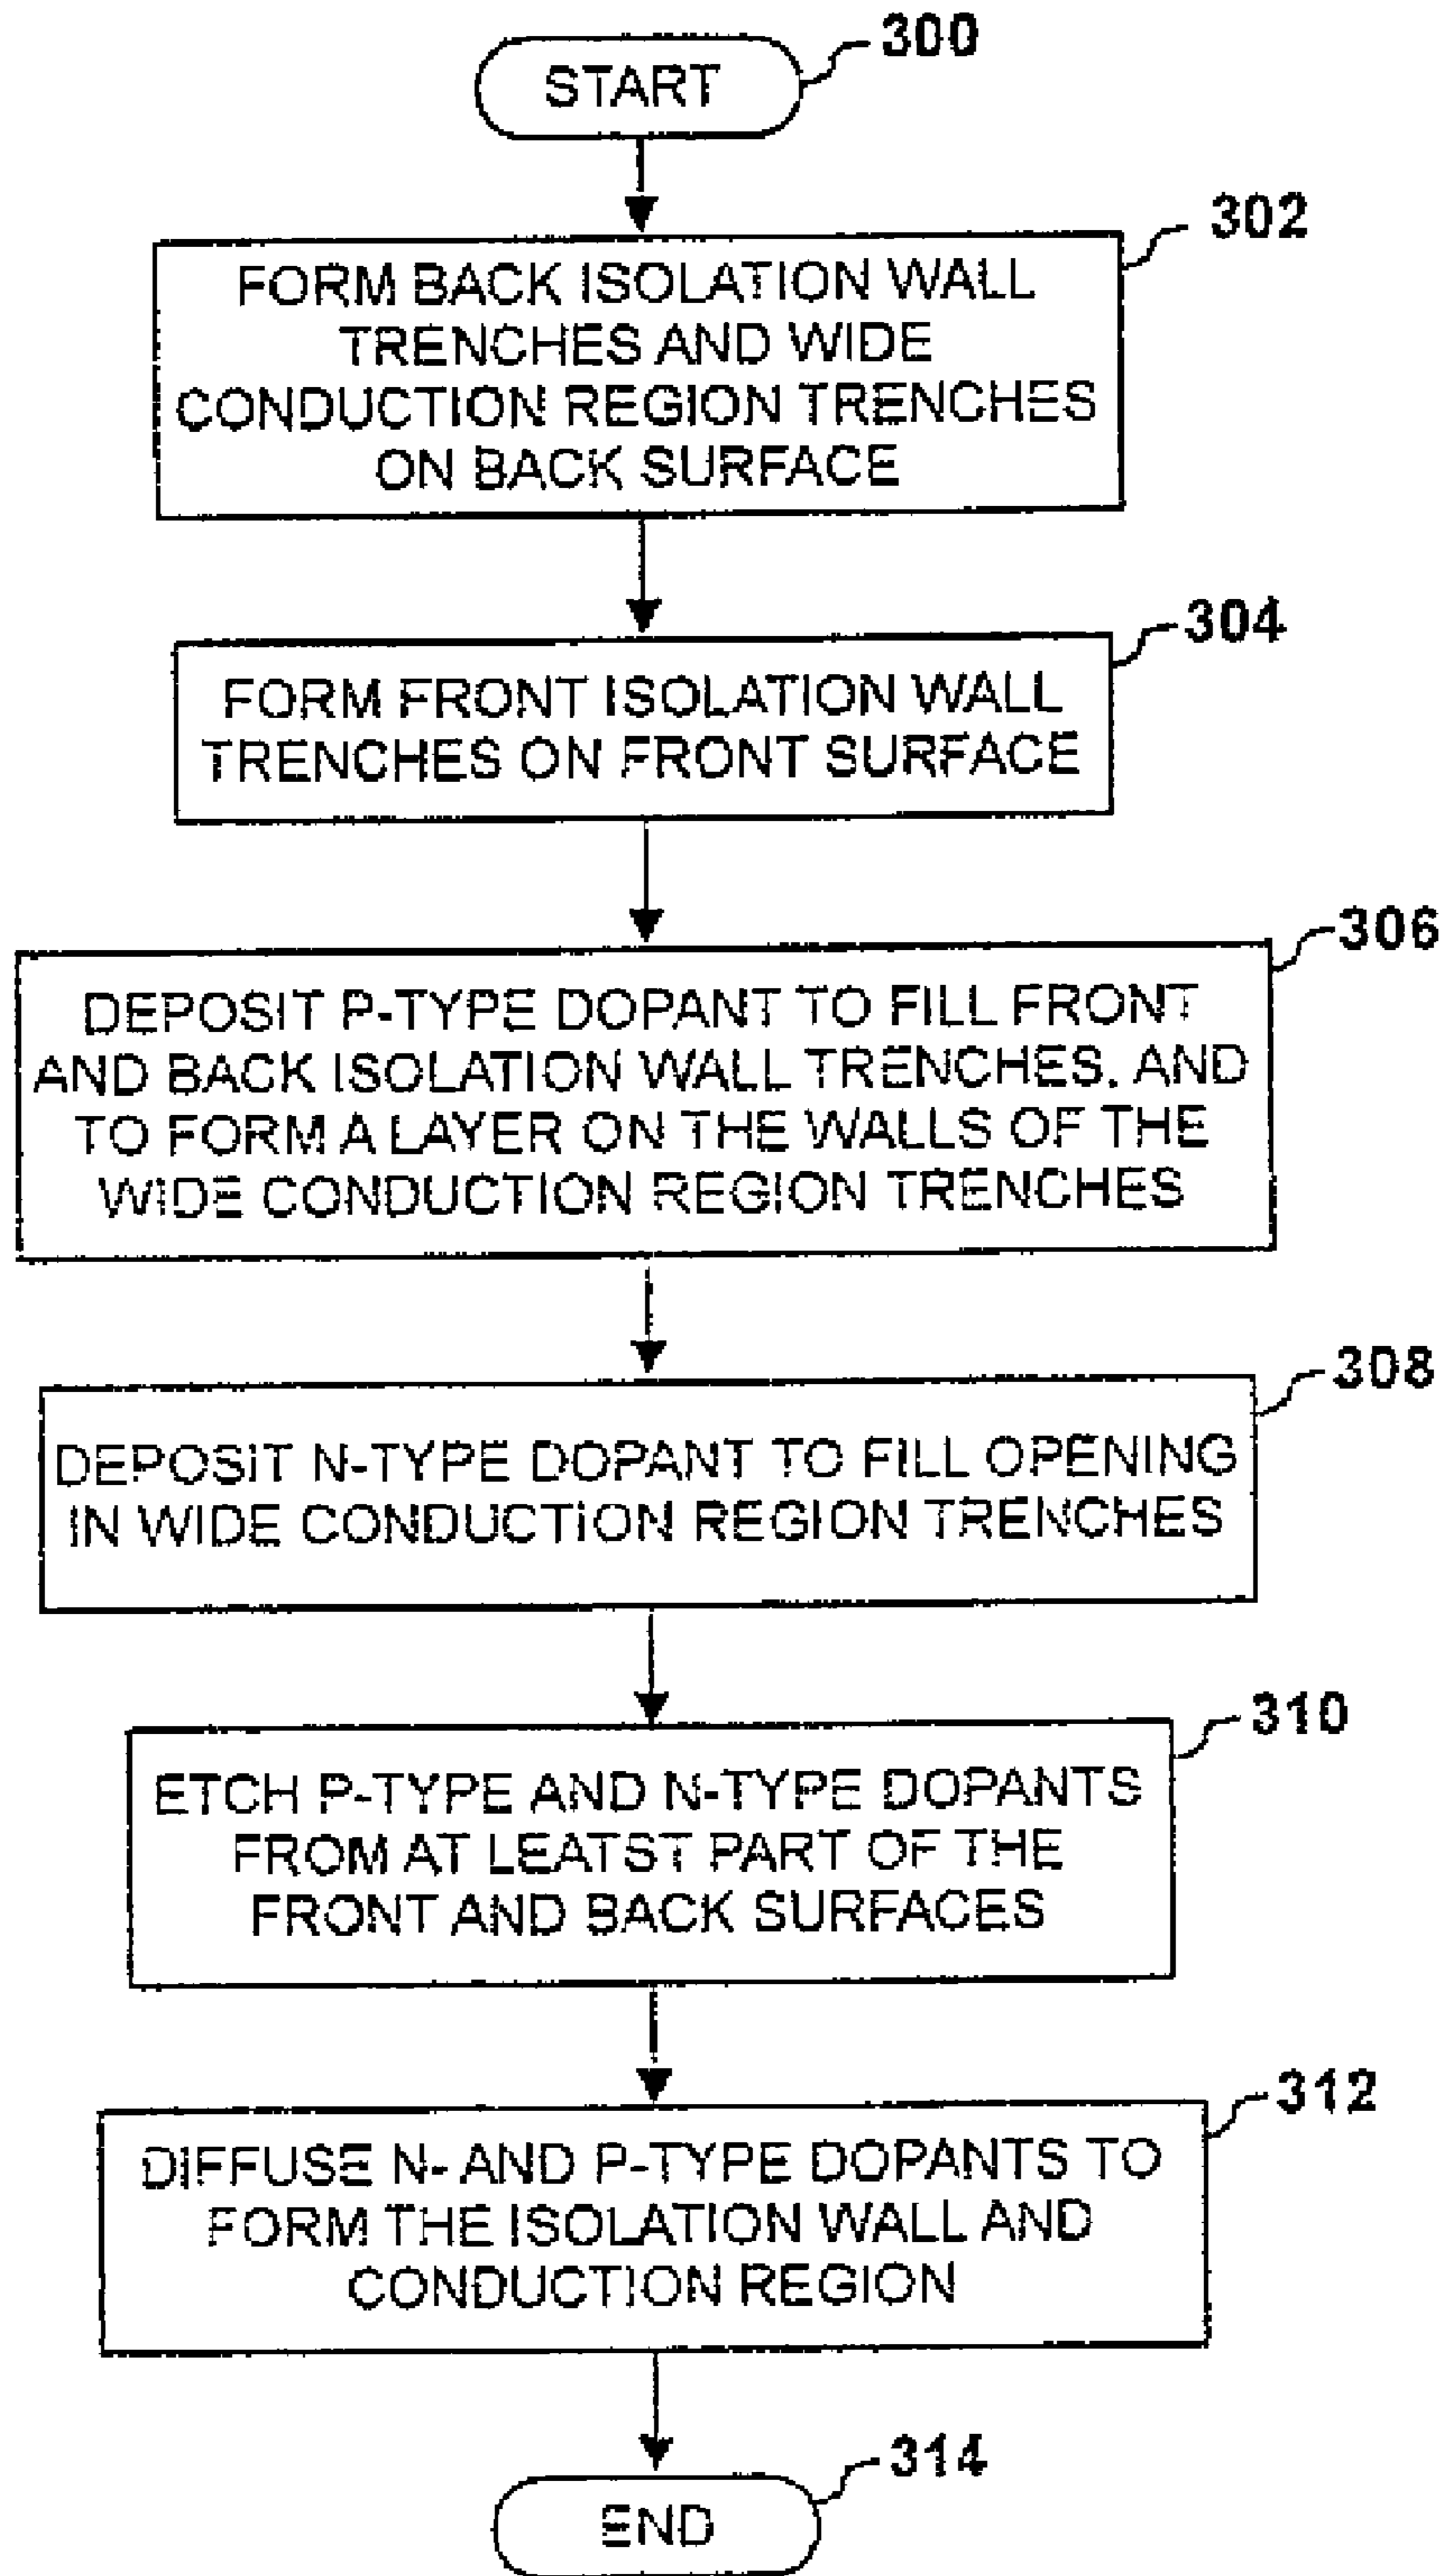 300
START
302
FORM BACK ISOLATION WALL
TRENCHES AND WIDE
CONDUCTION REGION TRENCHES
ON BACK SURFACE
304
FORM FRONT ISOLATION WALL
TRENCHES ON FRONT SURFACE
306
DEPOSIT P-TYPE DOPANT TO FILL FRONT
AND BACK ISOLATION WALL TRENCHES, AND
TO FORM A LAYER ON THE WALLS OF THE
WIDE CONDUCTION REGION TRENCHES
308
DEPOSIT N-TYPE DOPANT TO FILL OPENING
IN WIDE CONDUCTION REGION TRENCHES
310
ETCH P-TYPE AND N-TYPE DOPANTS
FROM AT LEATST PART OF THE
FRONT AND BACK SURFACES
312
DIFFUSE N- AND P-TYPE DOPANTS TO
FORM THE ISOLATION WALL AND
CONDUCTION REGION
314
END